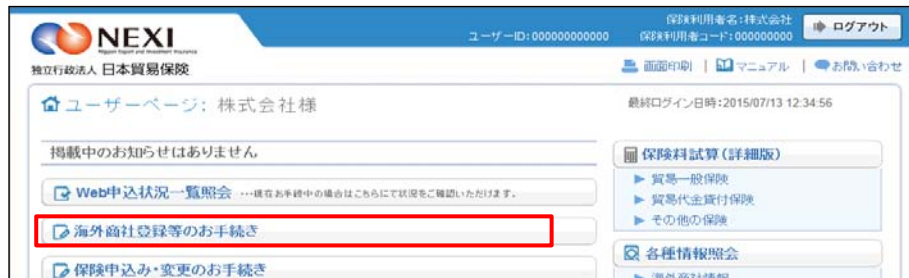 NEXI
Nippon Export and Investment Insurance
独立行政法人 日本貿易保険
ユーザーID:000000000000
保険利用者名:株式会社
保険利用者コード:000000000
ログアウト
画面印刷 | マニュアル | お問い合わせ
ユーザーページ: 株式会社様
最終ログイン日時:2015/07/13 12:34:56
掲載中のお知らせはありません
Web申込状況一覧照会 …現在お手続中の場合はこちらにて状況をご確認いただけます。
海外商社登録等のお手続き
保険申込み・変更のお手続き
保険料試算(詳細版)
貿易一般保険
貿易代金貸付保険
その他の保険
各種情報照会
海外商社情報